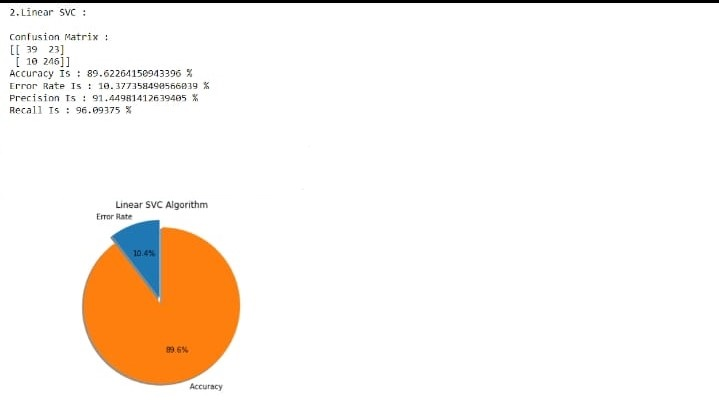 2.Linear SVC :
Confusion Matrix :
[[ 39 23]
[ 10 246]]
Accuracy Is : 89.62264150943396 %
Error Rate Is : 10.377358490566039 %
Precision Is : 91.44981412639405 %
Recall Is : 96.09375 %
Linear SVC Algorithm
Error Rate
10.4%
89.6%
Accuracy